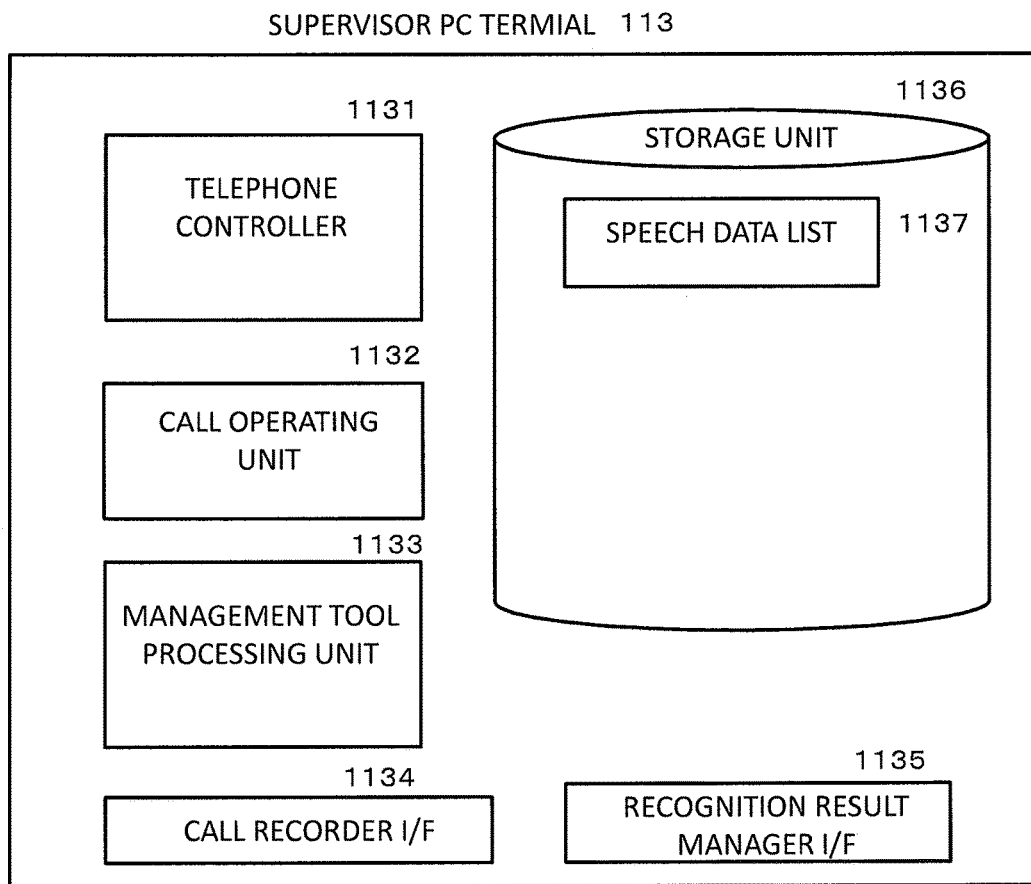 SUPERVISOR PC TERMIAL 113
1131
TELEPHONE
CONTROLLER
1136
STORAGE UNIT
SPEECH DATA LIST 1137
1132
CALL OPERATING
UNIT
1133
MANAGEMENT TOOL
PROCESSING UNIT
1134
CALL RECORDER I/F
1135
RECOGNITION RESULT
MANAGER I/F